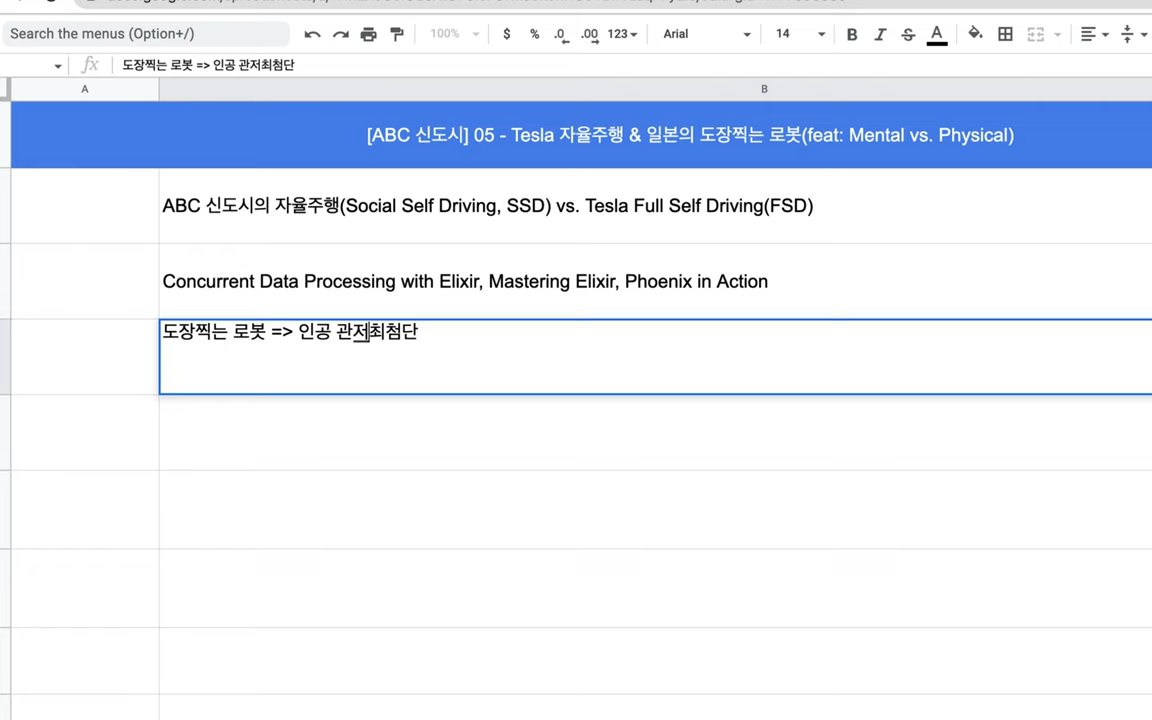 Search the menus (Option+/)
100%
$
%
.0
.00
123
Arial
14
B
I
S
A
fx
도장찍는 로봇 => 인공 관저최첨단
A
B
[ABC 신도시] 05 - Tesla 자율주행 & 일본의 도장찍는 로봇(feat: Mental vs. Physical)
ABC 신도시의 자율주행(Social Self Driving, SSD) vs. Tesla Full Self Driving(FSD)
Concurrent Data Processing with Elixir, Mastering Elixir, Phoenix in Action
도장찍는 로봇 => 인공 관저최첨단